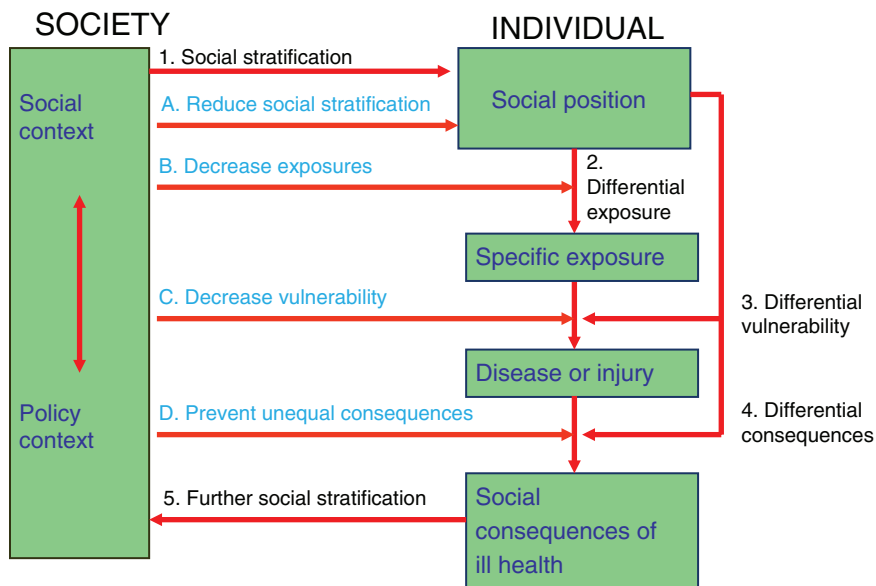 SOCIETY
INDIVIDUAL
1. Social stratification
Social
context
A. Reduce social stratification
Social position
B. Decrease exposures
2.
Differential
exposure
Specific exposure
C. Decrease vulnerability
3. Differential
vulnerability
Disease or injury
Policy
context
D. Prevent unequal consequences
4. Differential
consequences
5. Further social stratification
Social
consequences of
ill health